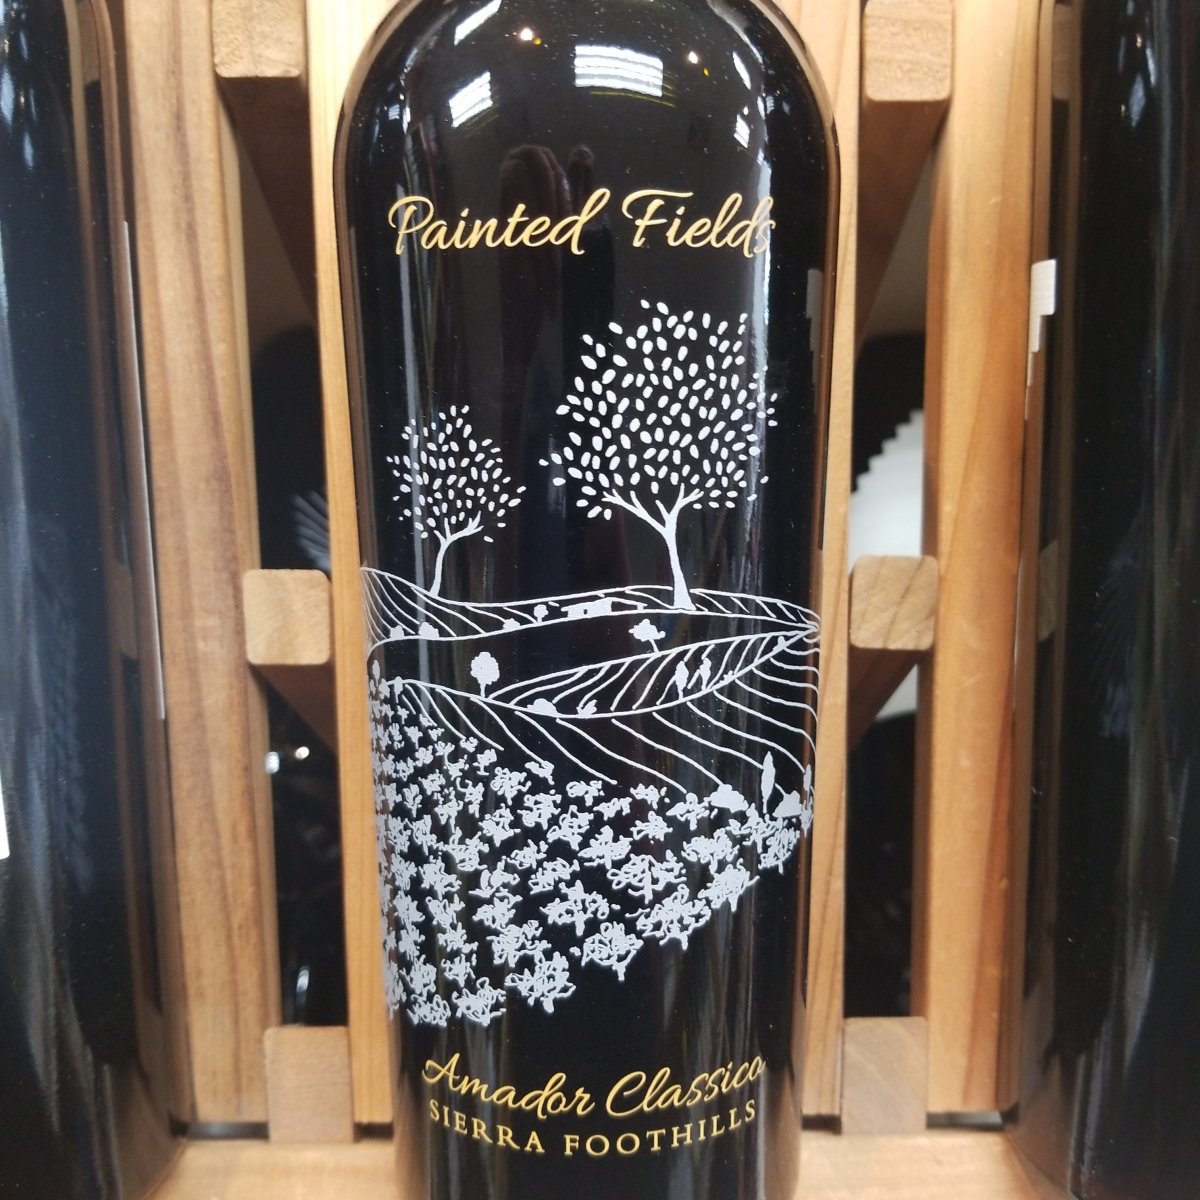 Painted Fields
Amador Classico
SIERRA FOOTHILLS